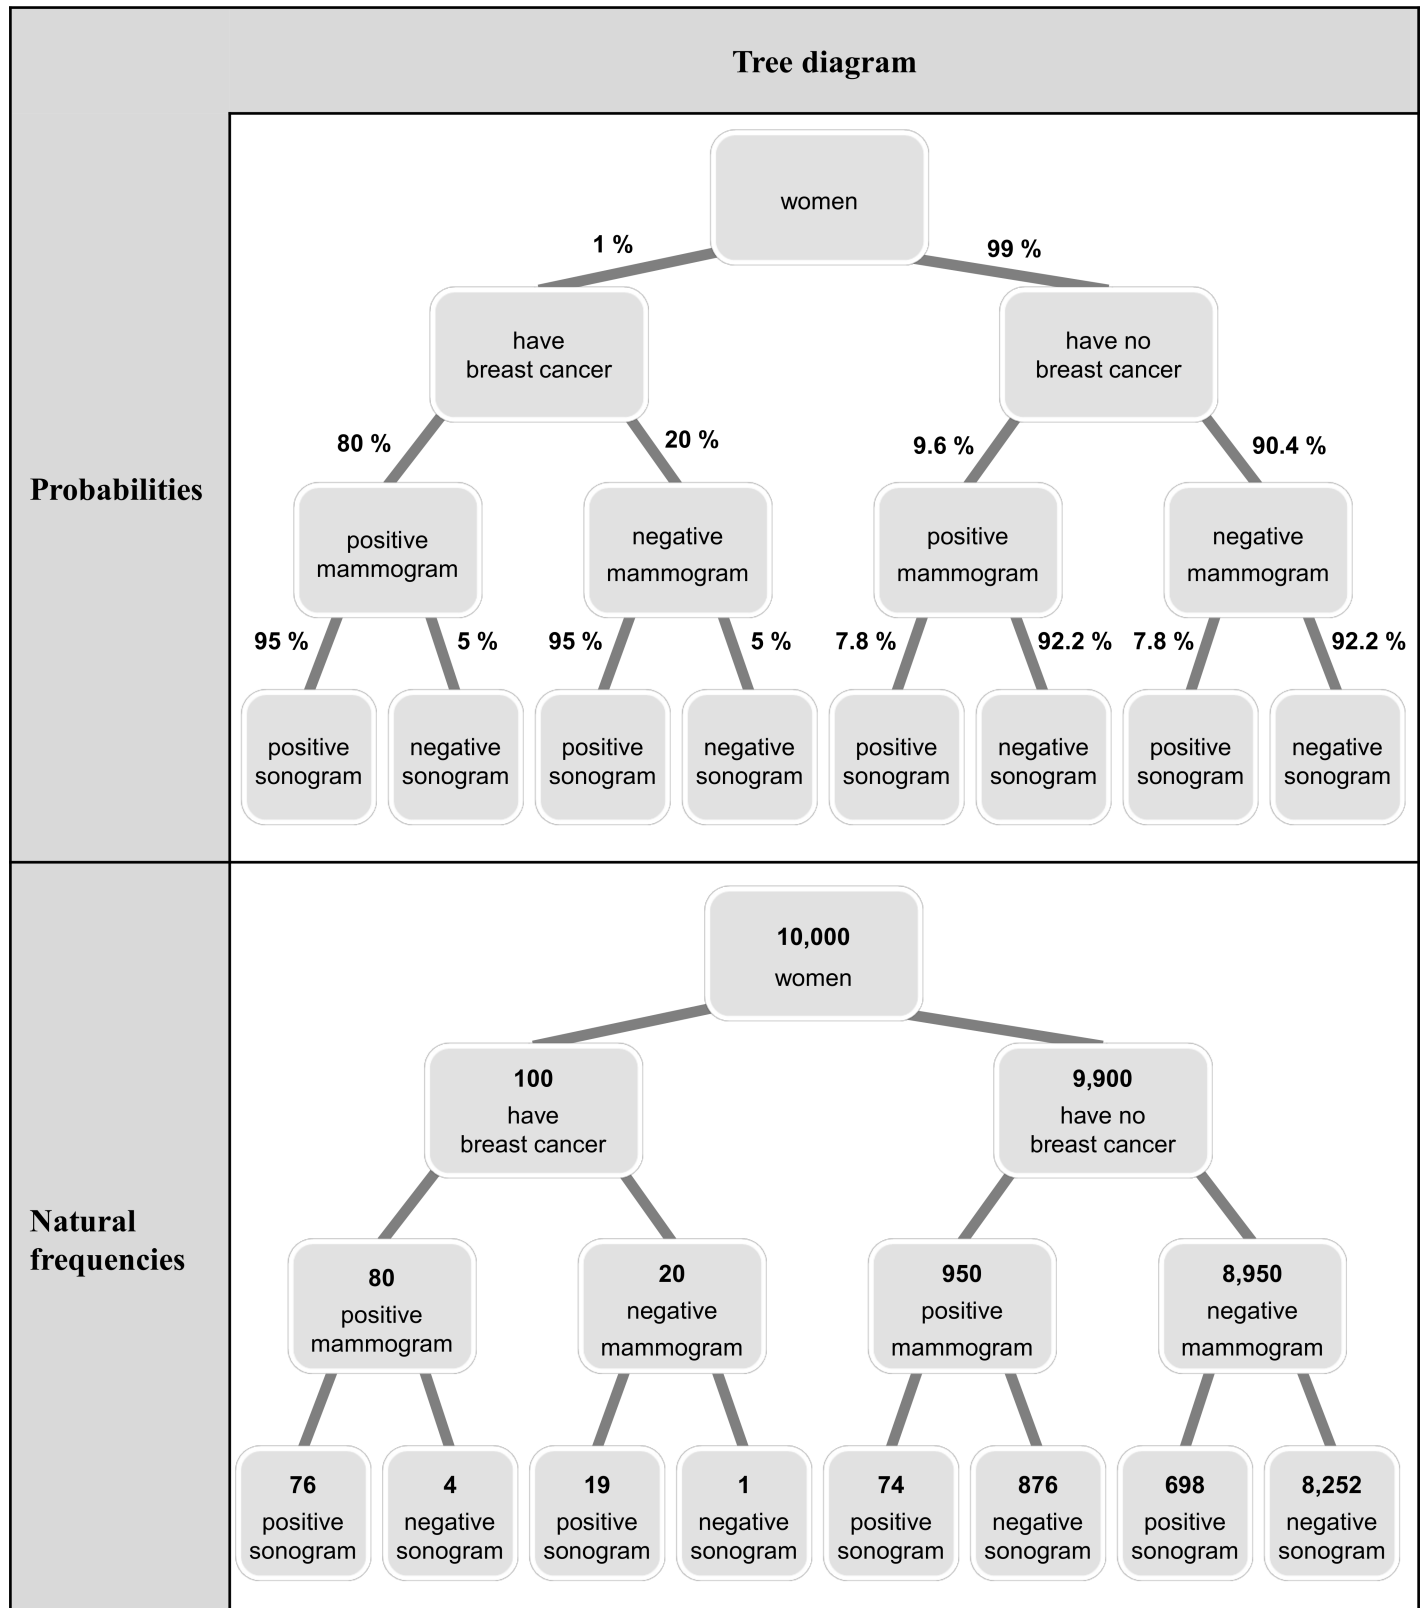 Tree diagram
Probabilities
women
1 %
99 %
have
breast cancer
have no
breast cancer
80 %
20 %
9.6 %
90.4 %
positive
mammogram
negative
mammogram
positive
mammogram
negative
mammogram
95 %
5 %
95 %
5 %
7.8 %
92.2 %
7.8 %
92.2 %
positive
sonogram
negative
sonogram
positive
sonogram
negative
sonogram
positive
sonogram
negative
sonogram
positive
sonogram
negative
sonogram
Natural
frequencies
10,000
women
100
have
breast cancer
9,900
have no
breast cancer
80
positive
mammogram
20
negative
mammogram
950
positive
mammogram
8,950
negative
mammogram
76
positive
sonogram
4
negative
sonogram
19
positive
sonogram
1
negative
sonogram
74
positive
sonogram
876
negative
sonogram
698
positive
sonogram
8,252
negative
sonogram